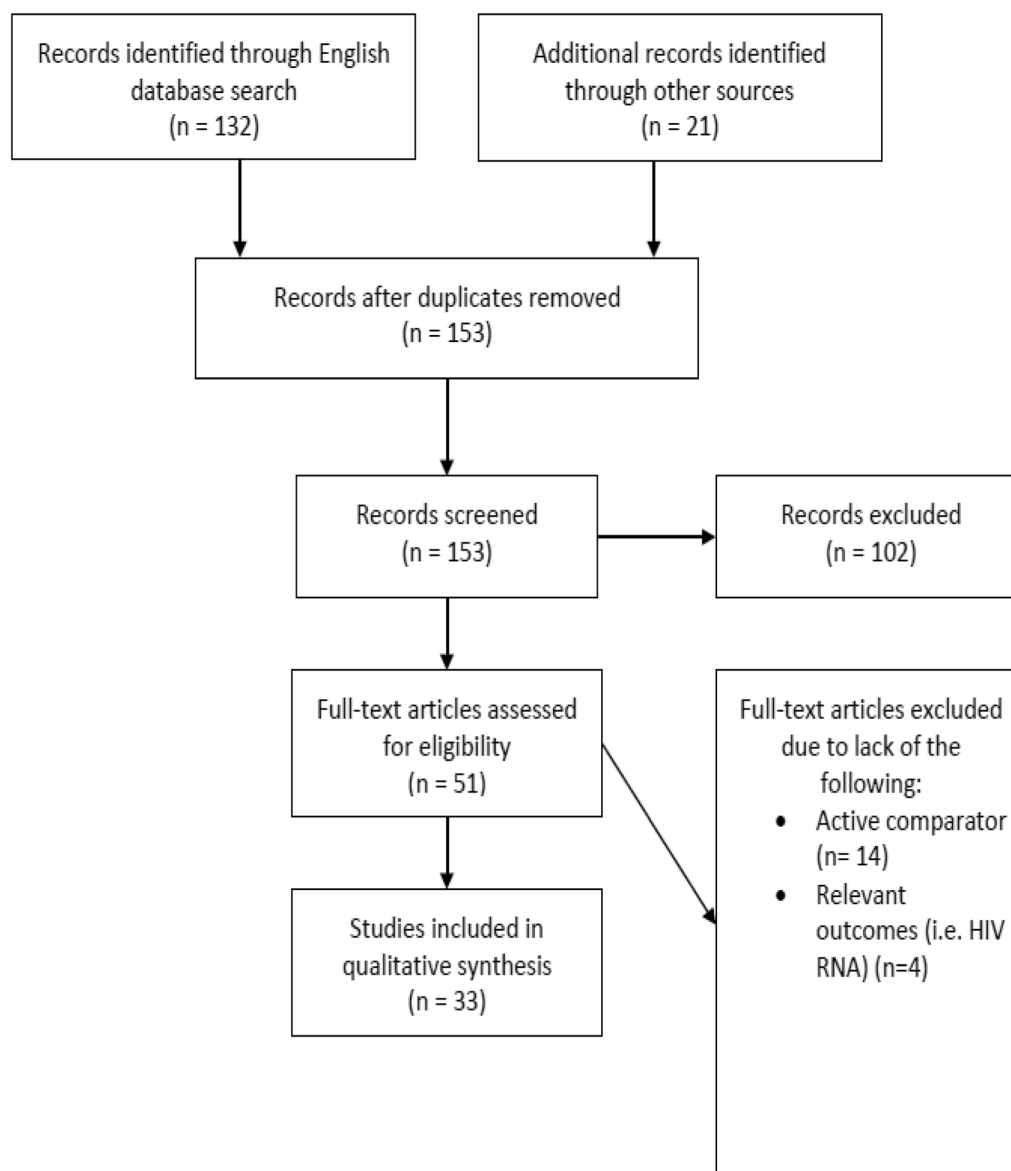 Records identified through English
database search
(n = 132)
Additional records identified
through other sources
(n = 21)
Records after duplicates removed
(n = 153)
Records screened
(n = 153)
Records excluded
(n = 102)
Full-text articles assessed
for eligibility
(n = 51)
Full-text articles excluded
due to lack of the
following:
• Active comparator
(n= 14)
• Relevant
outcomes (i.e. HIV
RNA) (n=4)
Studies included in
qualitative synthesis
(n = 33)